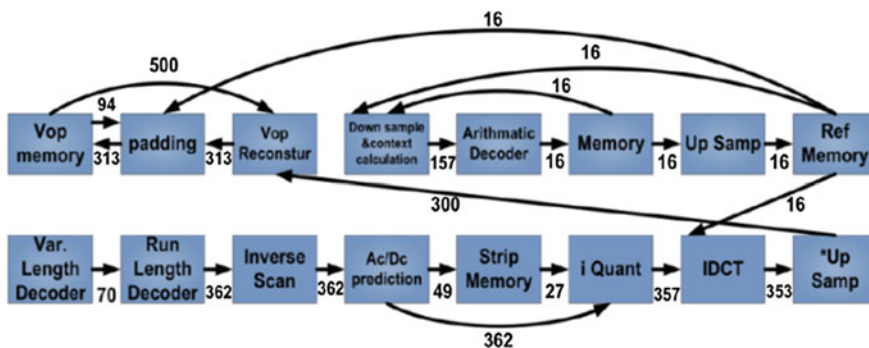 16
16
500
16
94
Vop
memory
313
padding
313
Vop
Reconstur
Down sample
&context
calculation
157
Arithmatic
Decoder
16
Memory
16
Up Samp
16
Ref
Memory
300
16
Var.
Length
Decoder
70
Run
Length
Decoder
362
Inverse
Scan
362
Ac/Dc
prediction
49
Strip
Memory
27
i Quant
357
IDCT
353
*Up
Samp
362